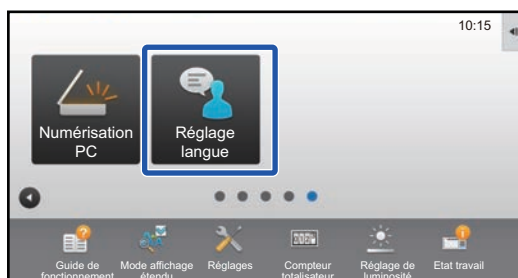 10:15
Numérisation
PC
Réglage
langue
Guide de
fonctionnement
Mode affichage
étendu
Réglages
Compteur
totalisateur
Réglage de
luminosité
Etat travail